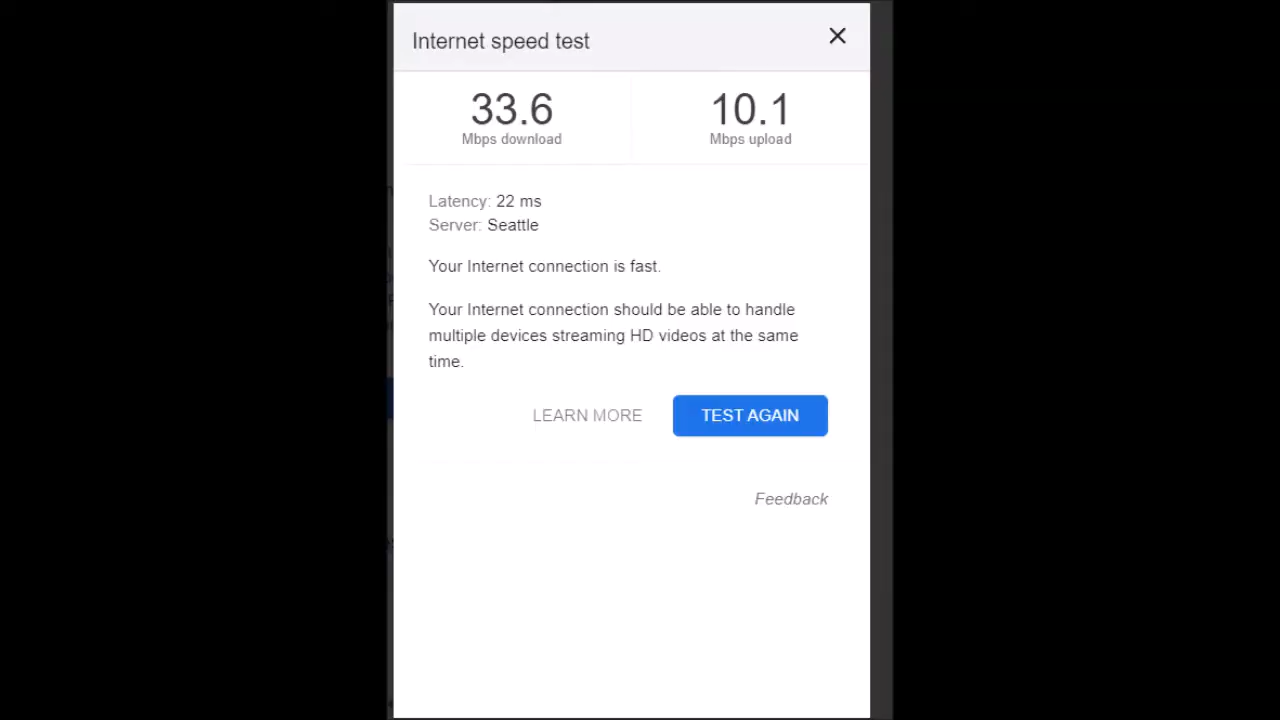 Internet speed test
33.6
Mbps download
10.1
Mbps upload
Latency: 22 ms
Server: Seattle
Your Internet connection is fast.
Your Internet connection should be able to handle
multiple devices streaming HD videos at the same
time.
LEARN MORE
TEST AGAIN
Feedback